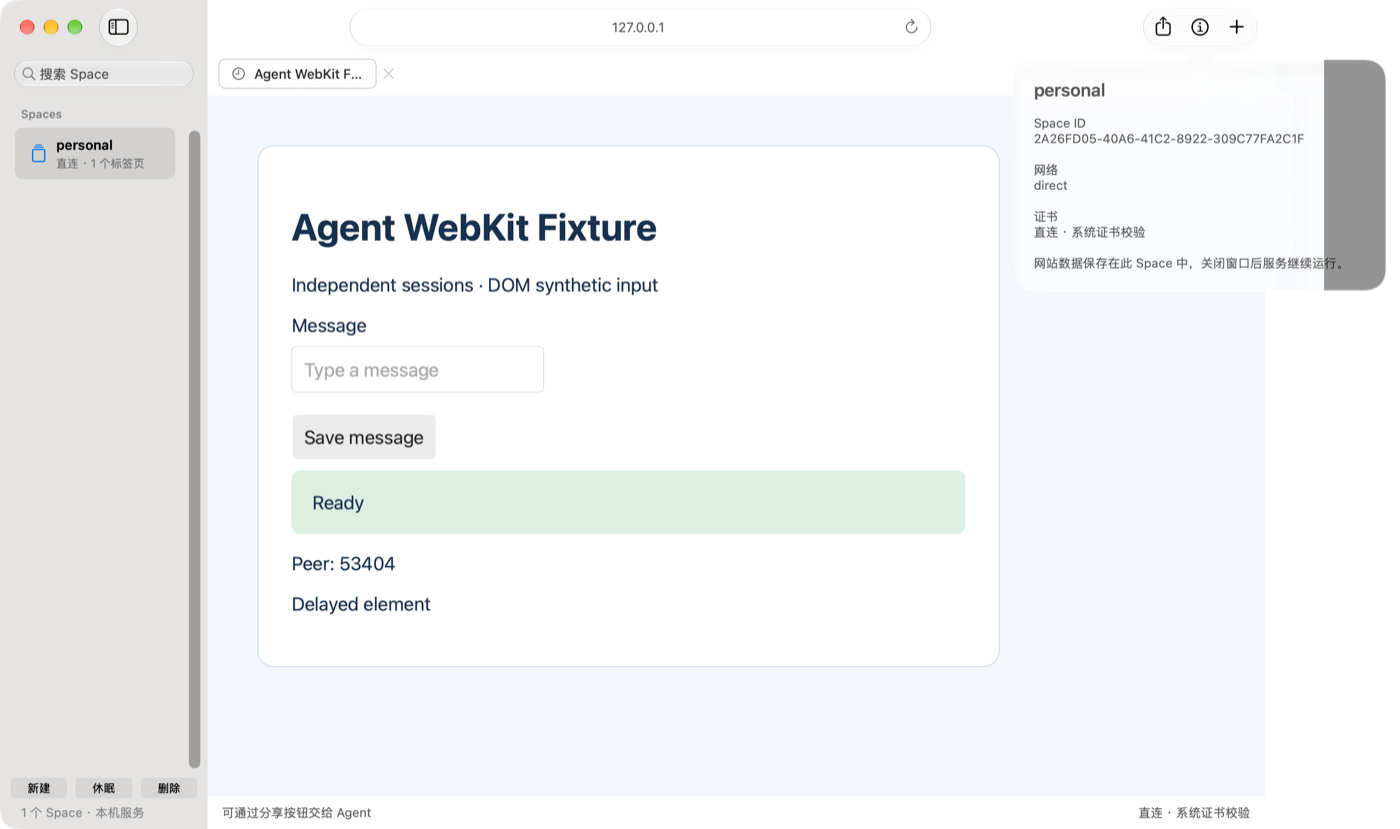 127.0.0.1
搜索 Space
Spaces
personal
直连 · 1 个标签页
新建
休眠
删除
1 个 Space · 本机服务
Agent WebKit F...
Agent WebKit Fixture
Independent sessions · DOM synthetic input
Message
Type a message
Save message
Ready
Peer: 53404
Delayed element
可通过分享按钮交给 Agent
直连 · 系统证书校验
personal
Space ID
2A26FD05-40A6-41C2-8922-309C77FA2C1F
网络
direct
证书
直连 · 系统证书校验
网站数据保存在此 Space 中，关闭窗口后服务继续运行。